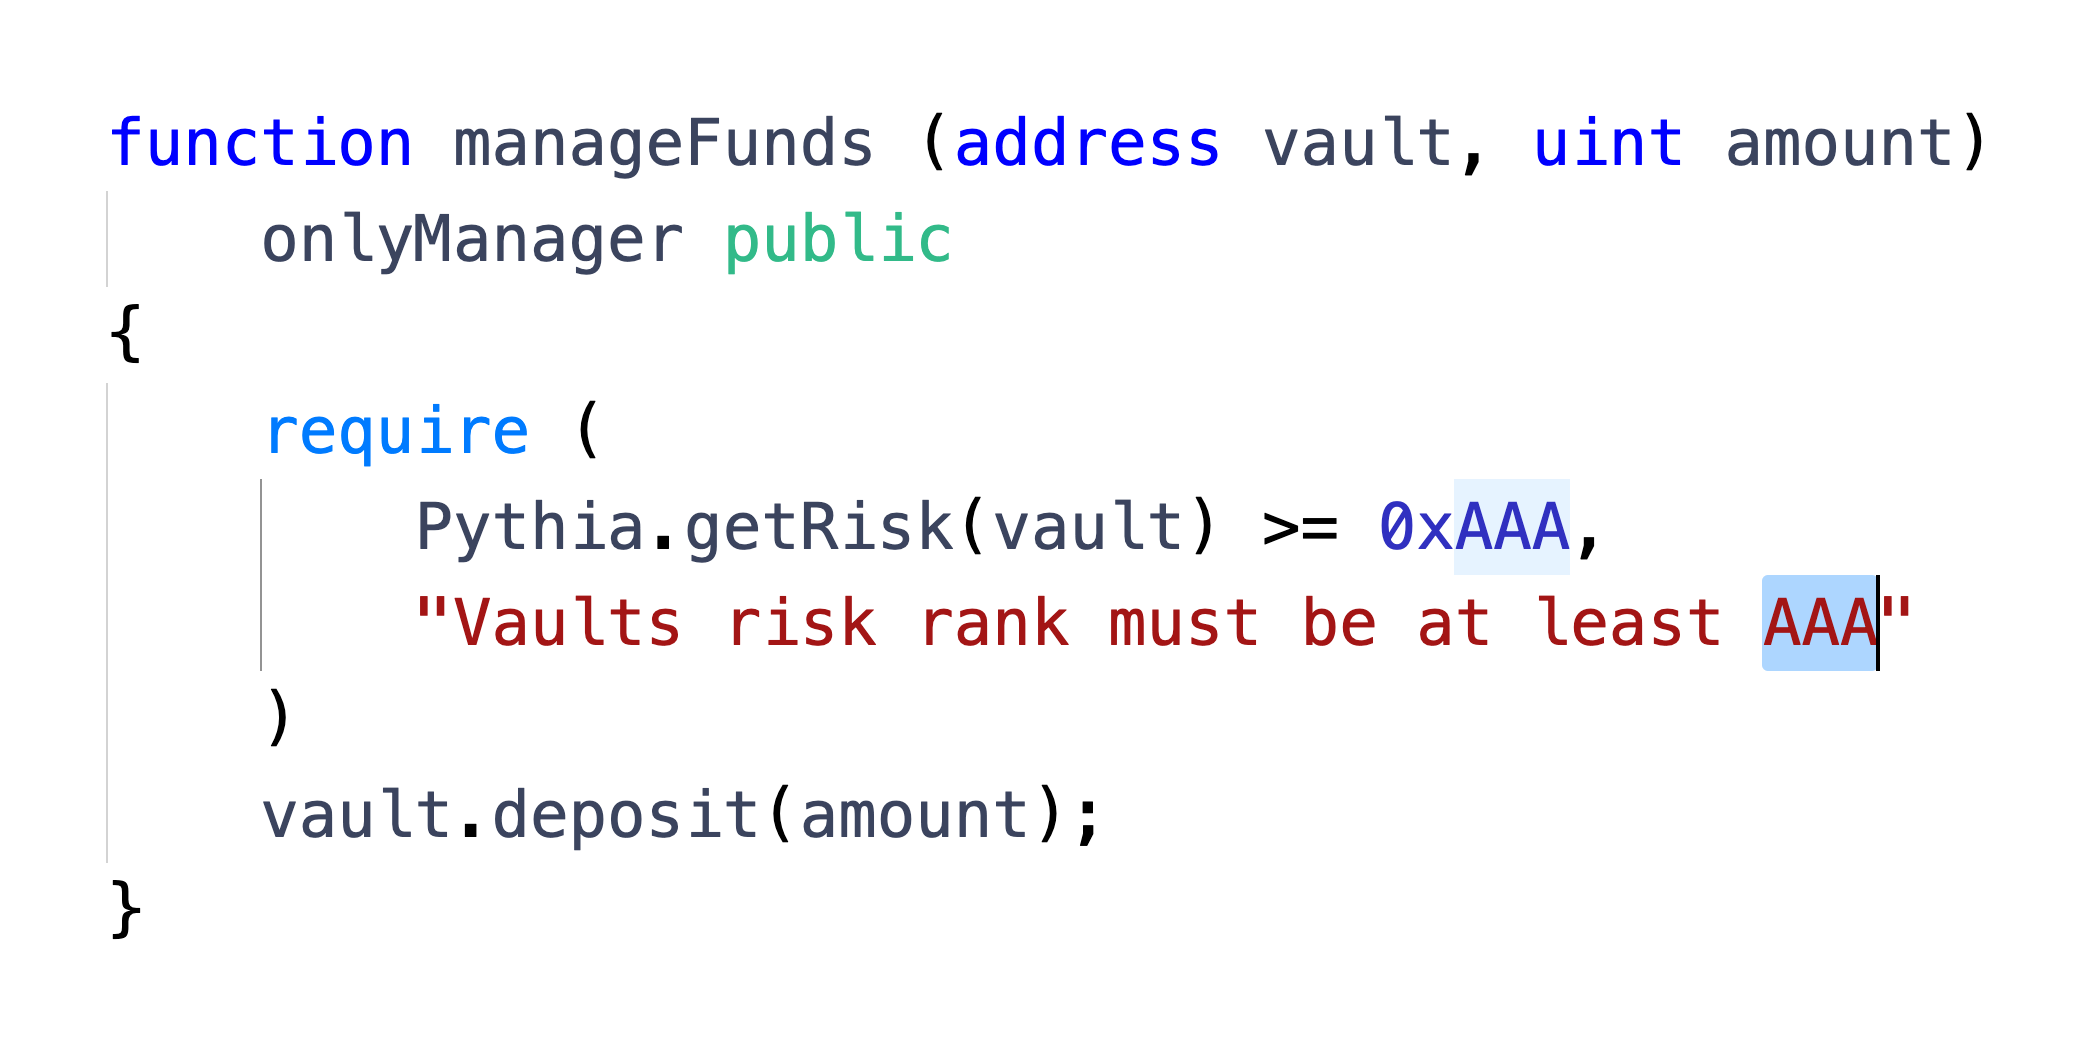 function manageFunds (address vault, uint amount)
    onlyManager public
{
    require (
        Pythia.getRisk(vault) >= 0xAAA,
        "Vaults risk rank must be at least AAA"
    )
    vault.deposit(amount);
}